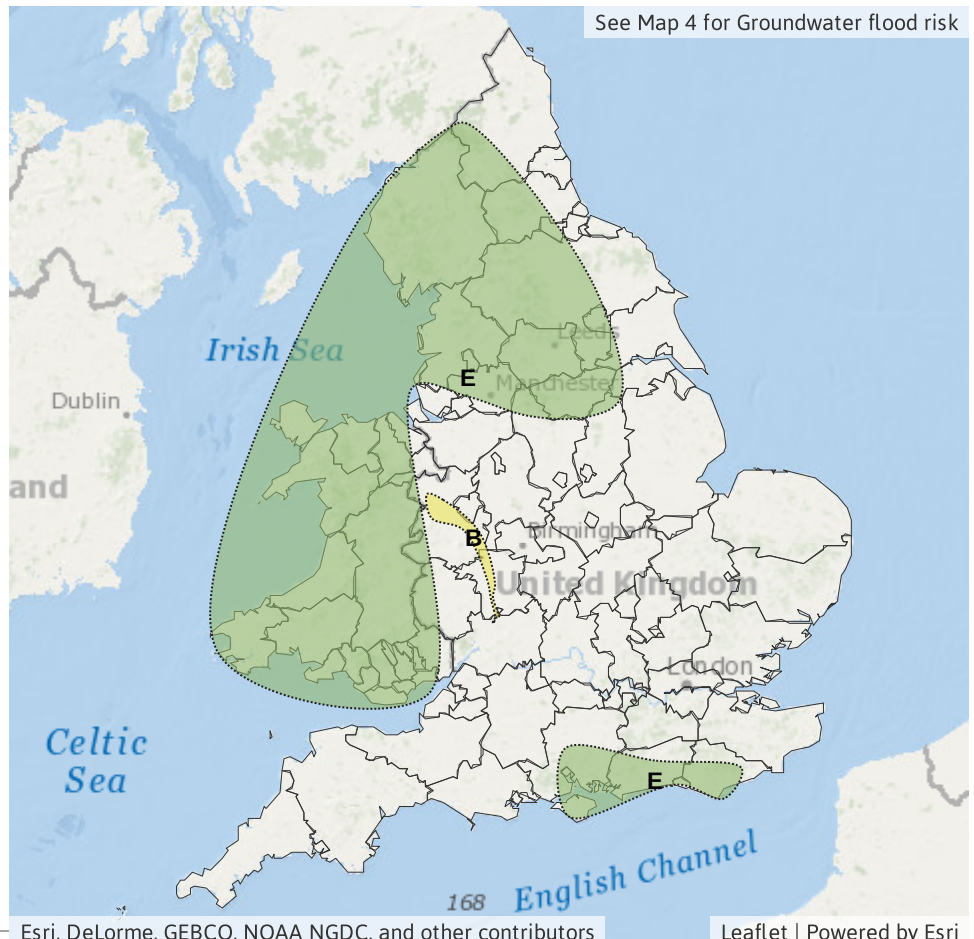 See Map 4 for Groundwater flood risk
Leeds
Irish Sea
E
Manchester
Dublin
and
Birmingham
B
United Kingdom
London
Celtic
Sea
E
English Channel
168
Esri, DeLorme, GEBCO, NOAA NGDC, and other contributors
Leaflet | Powered by Esri